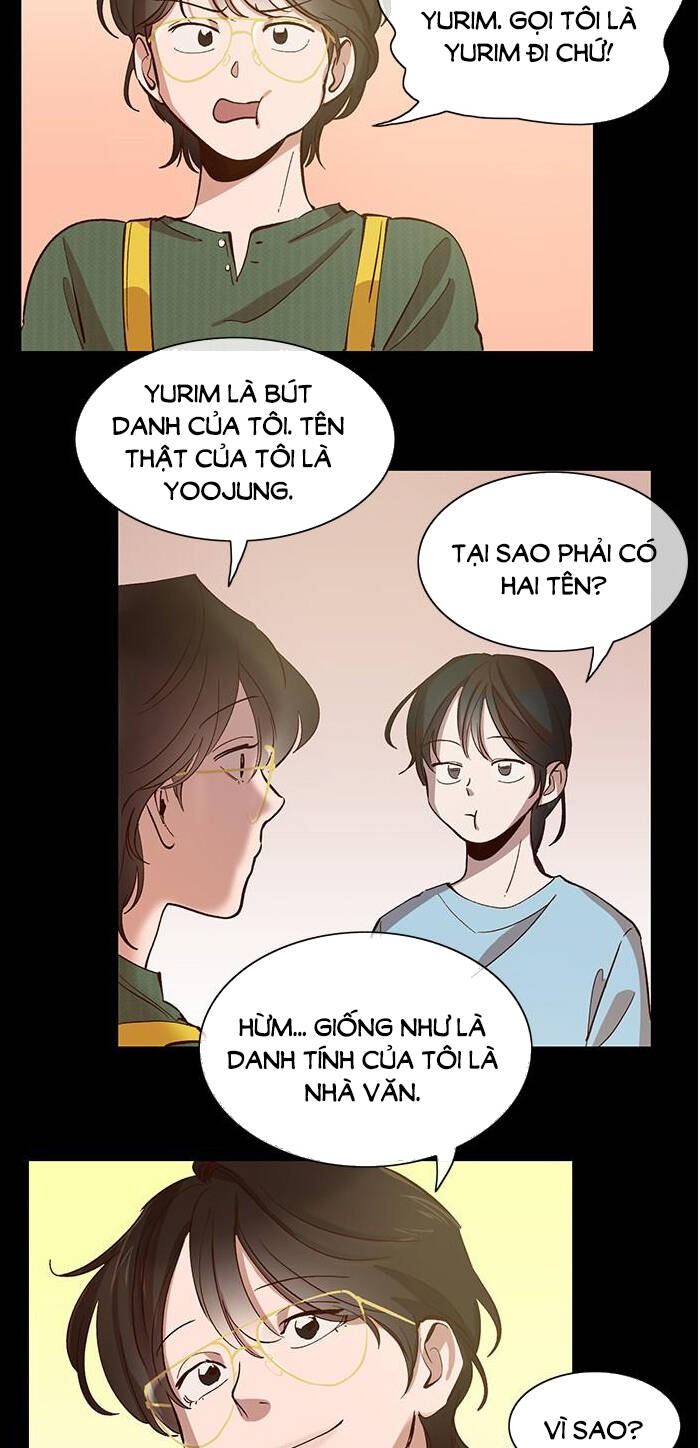 YURIM. GỌI TÔI LÀ
YURIM ĐI CHỨ!
YURIM LÀ BÚT
DANH CỦA TÔI. TÊN
THẬT CỦA TÔI LÀ
YOOJUNG.
TẠI SAO PHẢI CÓ
HAI TÊN?
HỪM... GIỐNG NHƯ LÀ
DANH TÍNH CỦA TÔI LÀ
NHÀ VĂN.
VÌ SAO?